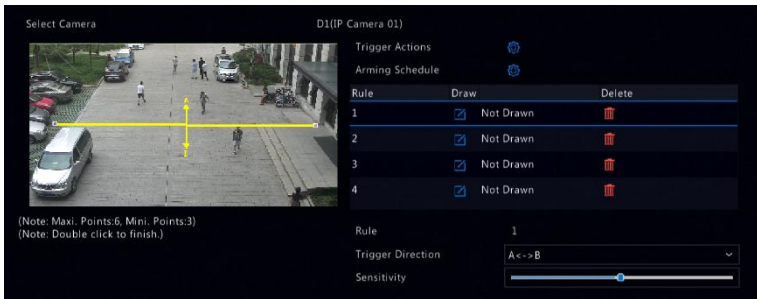 Select Camera
D1(IP Camera 01)
Trigger Actions
Arming Schedule
Rule Draw Delete
1 Not Drawn
2 Not Drawn
3 Not Drawn
4 Not Drawn
(Note: Maxi. Points:6, Mini. Points:3)
(Note: Double click to finish.)
Rule 1
Trigger Direction A<->B
Sensitivity